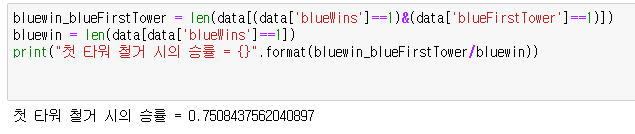 bluewin_blueFirstTower = len(data[(data['blueWins']==1)&(data['blueFirstTower']==1)])
bluewin = len(data[data['blueWins']==1])
print("첫 타워 철거 시의 승률 = {}".format(bluewin_blueFirstTower/bluewin))
첫 타워 철거 시의 승률 = 0.7508437562040897